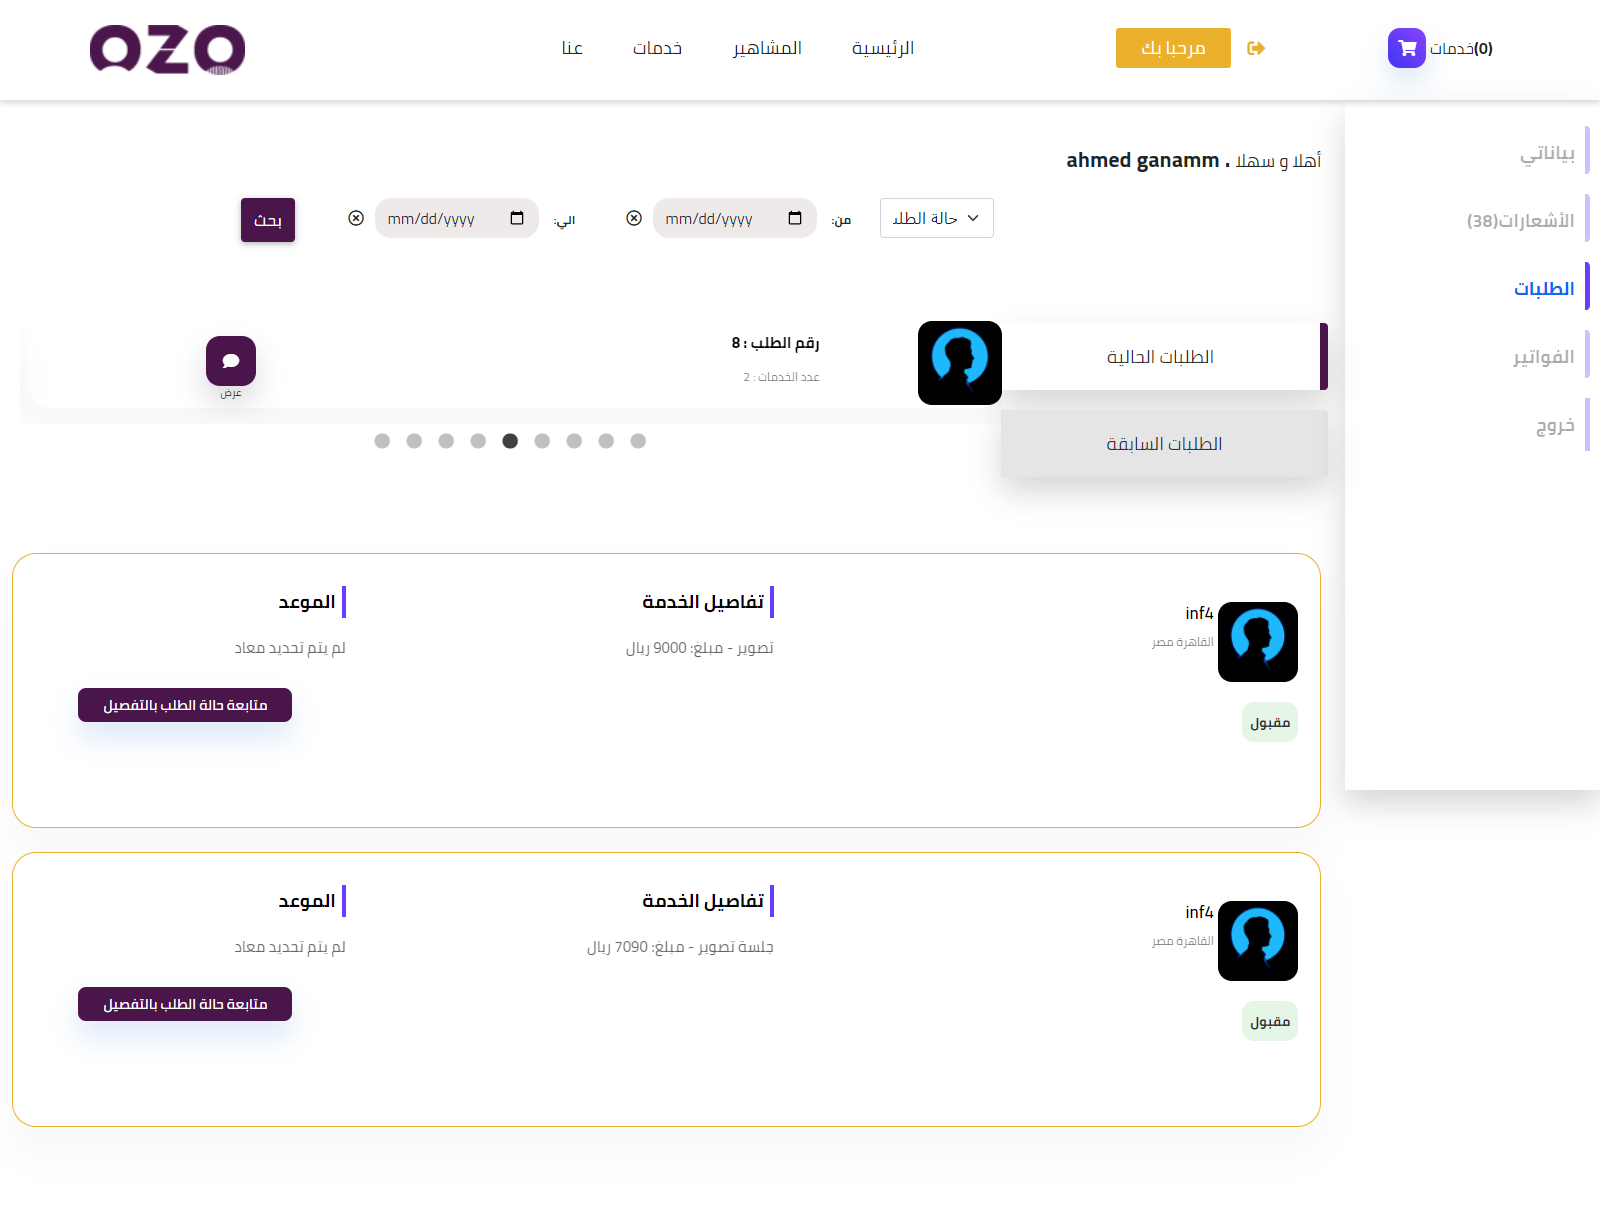 خدمات(0)
مرحبا بك
الرئيسية
المشاهير
خدمات
عنا
OZO
بياناتي
الأشعارات(38)
الطلبات
الفواتير
خروج
أهلا و سهلا . ahmed ganamm
حالة الطلد
من:
mm/dd/yyyy
الي:
mm/dd/yyyy
بحث
الطلبات الحالية
الطلبات السابقة
رقم الطلب : 8
عدد الخدمات : 2
عرض
inf4
القاهرة مصر
مقبول
تفاصيل الخدمة
تصوير - مبلغ: 9000 ريال
الموعد
لم يتم تحديد معاد
متابعة حالة الطلب بالتفصيل
inf4
القاهرة مصر
مقبول
تفاصيل الخدمة
جلسة تصوير - مبلغ: 7090 ريال
الموعد
لم يتم تحديد معاد
متابعة حالة الطلب بالتفصيل